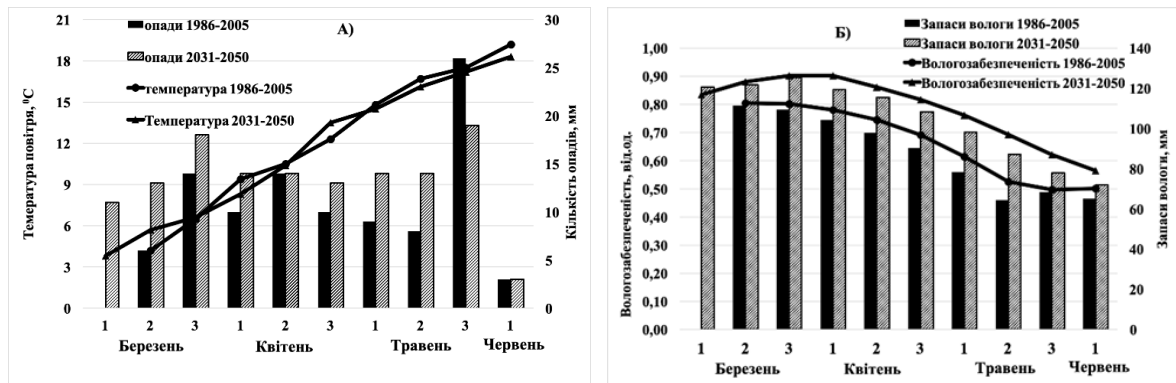 А)
опади 1986-2005
опади 2031-2050
температура 1986-2005
Температура 2031-2050
Темература повітря, ⁰С
Кількість опадів, мм
21
18
15
12
9
6
3
0
30
25
20
15
10
5
0
1 2 3 1 2 3 1 2 3 1
Березень Квітень Травень Червень
Б)
Запаси вологи 1986-2005
Запаси вологи 2031-2050
Вологозабезпеченість 1986-2005
Вологозабезпеченість 2031-2050
Вологозабезпеченість, від.од.
Запаси вологи, мм
1,00
0,90
0,80
0,70
0,60
0,50
0,40
0,30
0,20
0,10
0,00
140
120
100
80
60
40
20
0
1 2 3 1 2 3 1 2 3 1
Березень Квітень Травень Червень